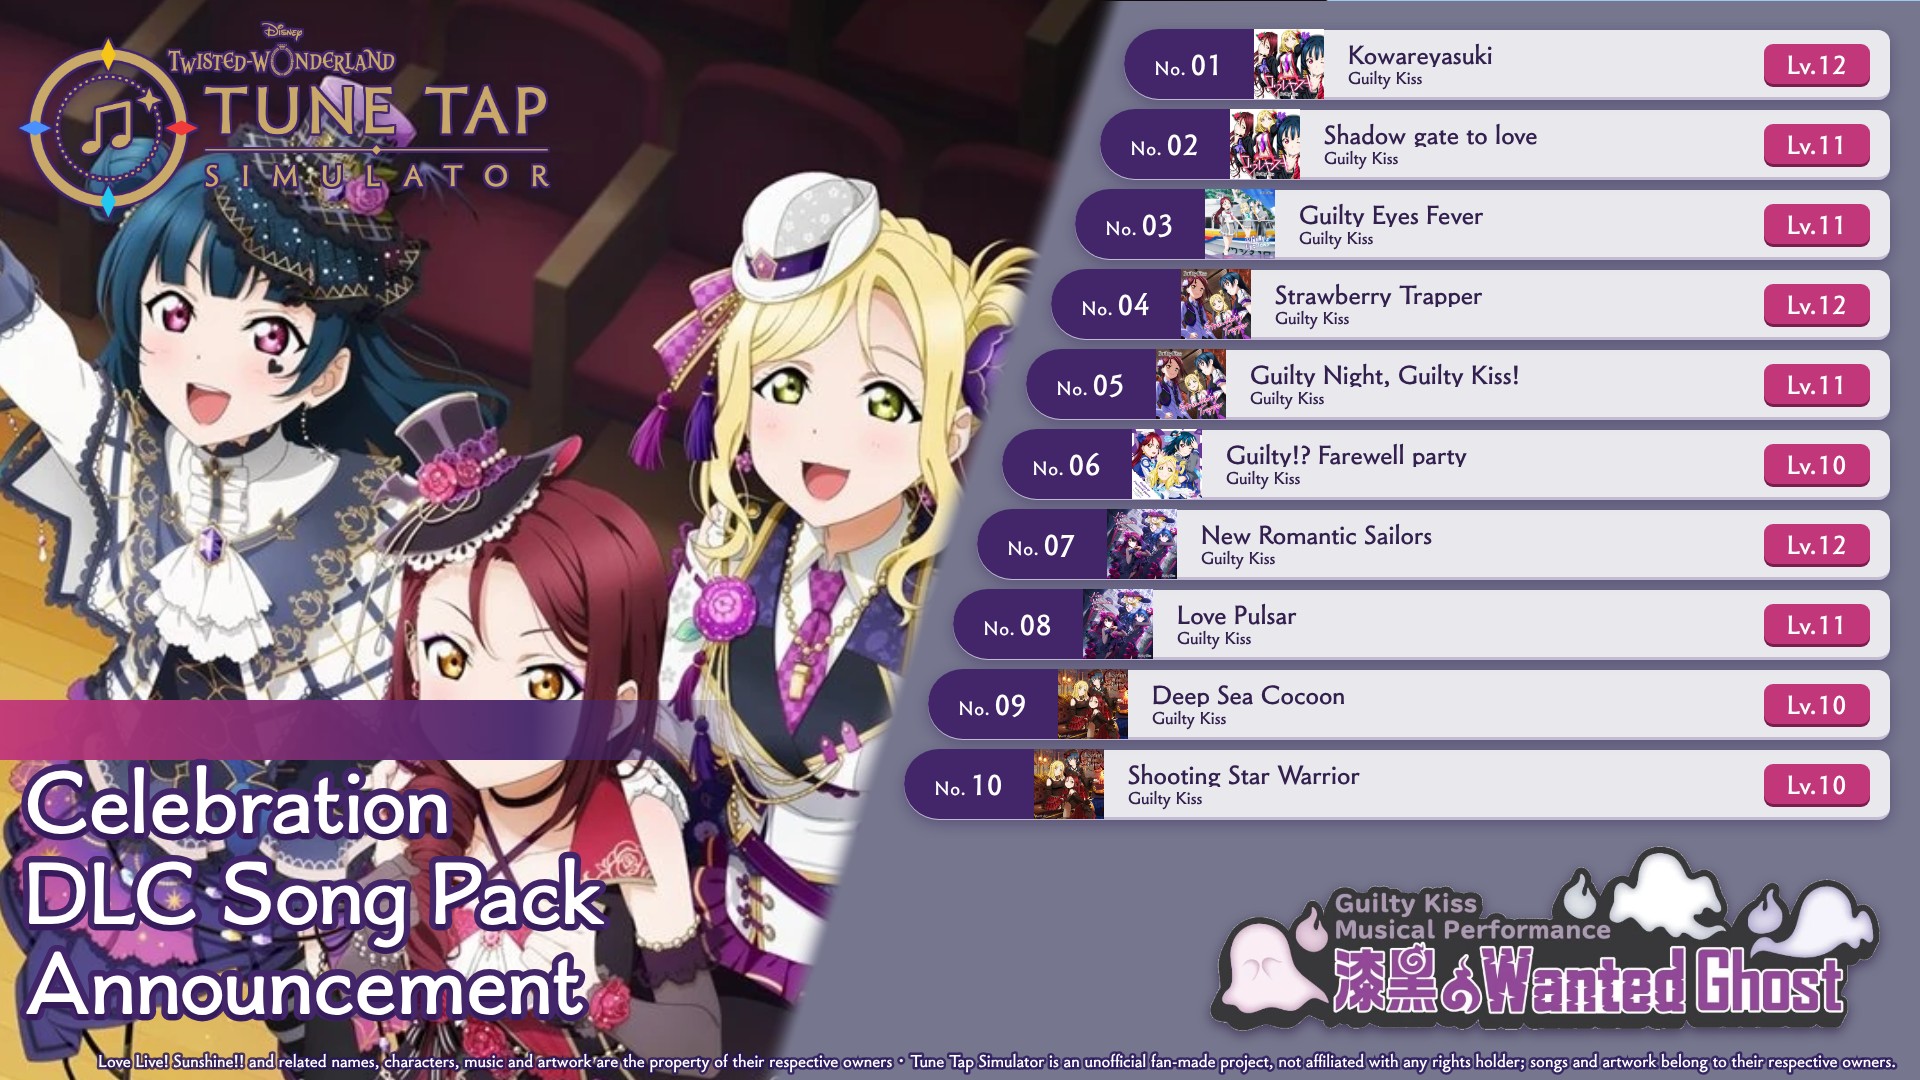 Disney
TWISTED-WONDERLAND
TUNE TAP
SIMULATOR
No. 01
Kowareyasuki
Guilty Kiss
Lv.12
No. 02
Shadow gate to love
Guilty Kiss
Lv.11
No. 03
Guilty Eyes Fever
Guilty Kiss
Lv.11
No. 04
Strawberry Trapper
Guilty Kiss
Lv.12
No. 05
Guilty Night, Guilty Kiss!
Guilty Kiss
Lv.11
No. 06
Guilty!? Farewell party
Guilty Kiss
Lv.10
No. 07
New Romantic Sailors
Guilty Kiss
Lv.12
No. 08
Love Pulsar
Guilty Kiss
Lv.11
No. 09
Deep Sea Cocoon
Guilty Kiss
Lv.10
No. 10
Shooting Star Warrior
Guilty Kiss
Lv.10
Celebration
DLC Song Pack
Announcement
Guilty Kiss
Musical Performance
漆黒のWanted Ghost
Love Live! Sunshine!! and related names, characters, music and artwork are the property of their respective owners • Tune Tap Simulator is an unofficial fan-made project, not affiliated with any rights holder; songs and artwork belong to their respective owners.